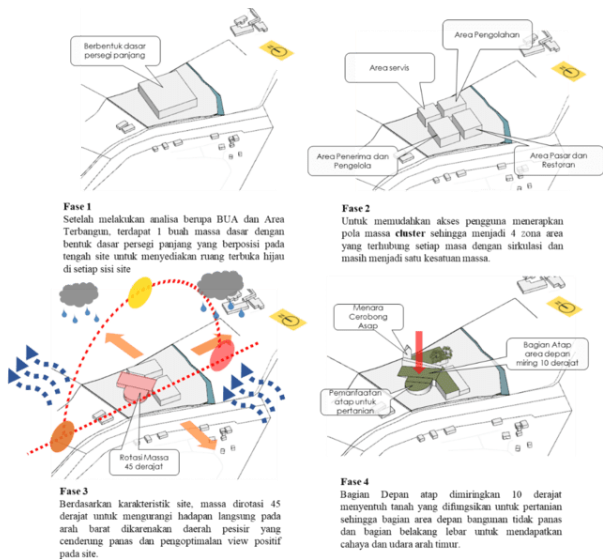 Berbentuk dasar
persegi panjang
Fase 1
Setelah melakukan analisa berupa BUA dan Area
Terbangun, terdapat 1 buah massa dasar dengan
bentuk dasar persegi panjang yang berposisi pada
tengah site untuk menyediakan ruang terbuka hijau
di setiap sisi site
Area Pengolahan
Area servis
Area Penerima dan
Pengelola
Area Pasar dan
Restoran
Fase 2
Untuk memudahkan akses pengguna menerapkan
pola massa cluster sehingga menjadi 4 zona area
yang terhubung setiap masa dengan sirkulasi dan
masih menjadi satu kesatuan massa.
Rotasi Massa
45 derajat
Fase 3
Berdasarkan karakteristik site, massa dirotasi 45
derajat untuk mengurangi hadapan langsung pada
arah barat dikarenakan daerah pesisir yang
cenderung panas dan pengoptimalan view positif
pada site.
Menara
Cerobong
Asap
Bagian Atap
area depan
miring 10 derajat
Pemantaatan
atap untuk
pertanian
Fase 4
Bagian Depan atap dimiringkan 10 derajat
menyentuh tanah yang difungsikan untuk pertanian
sehingga bagian area depan bangunan tidak panas
dan bagian belakang lebar untuk mendapatkan
cahaya dan udara arah timur.